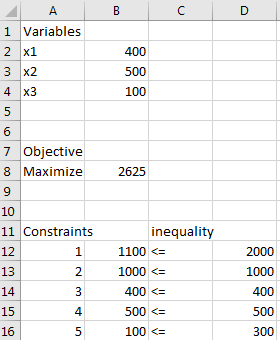 A B C D
1 Variables
2 x1 400
3 x2 500
4 x3 100
5
6
7 Objective
8 Maximize 2625
9
10
11 Constraints inequality
12 1 1100 <= 2000
13 2 1000 <= 1000
14 3 400 <= 400
15 4 500 <= 500
16 5 100 <= 300